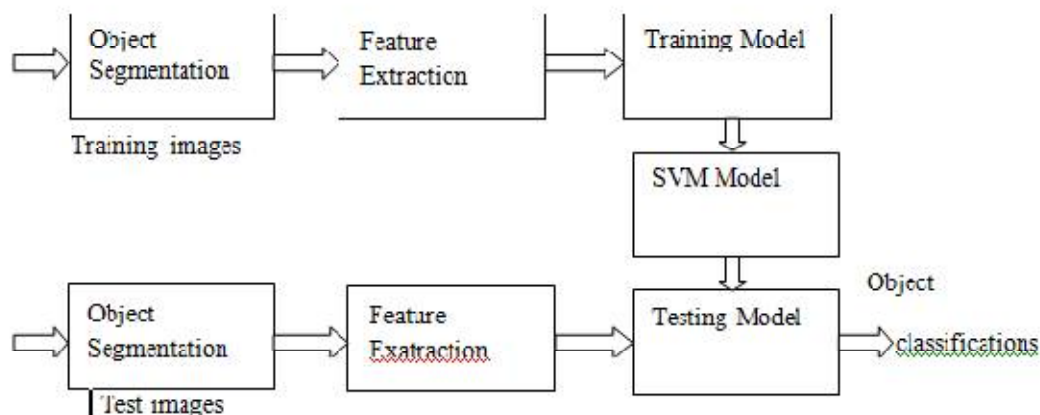 Object
Segmentation
Feature
Extraction
Training Model
Training images
SVM Model
Object
Segmentation
Feature
Exatraction
Testing Model
Object
classifications
Test images